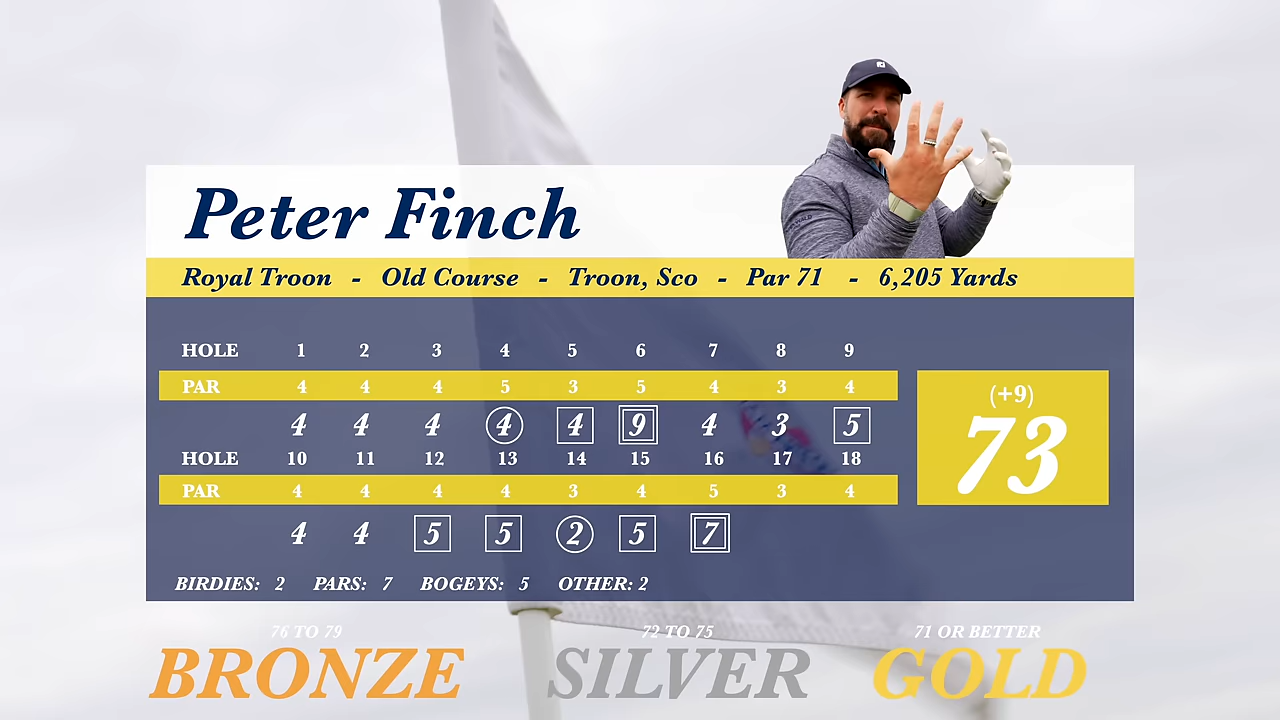 Peter Finch
Royal Troon - Old Course - Troon, Sco - Par 71 - 6,205 Yards
HOLE 1 2 3 4 5 6 7 8 9
PAR 4 4 4 5 3 5 4 3 4
4 4 4 4 4 9 4 3 5
HOLE 10 11 12 13 14 15 16 17 18
PAR 4 4 4 4 3 4 5 3 4
4 4 5 5 2 5 7
(+9)
73
BIRDIES: 2 PARS: 7 BOGEYS: 5 OTHER: 2
76 TO 79 72 TO 75 71 OR BETTER
BRONZE SILVER GOLD